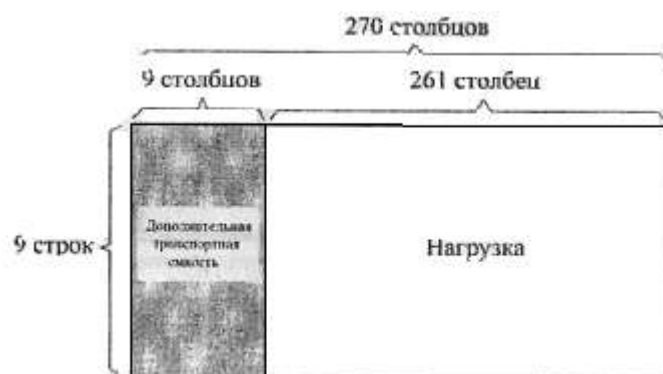 270 столбцов
9 столбцов
261 столбец
9 строк
Дополнительная
транспортная
емкость
Нагрузка